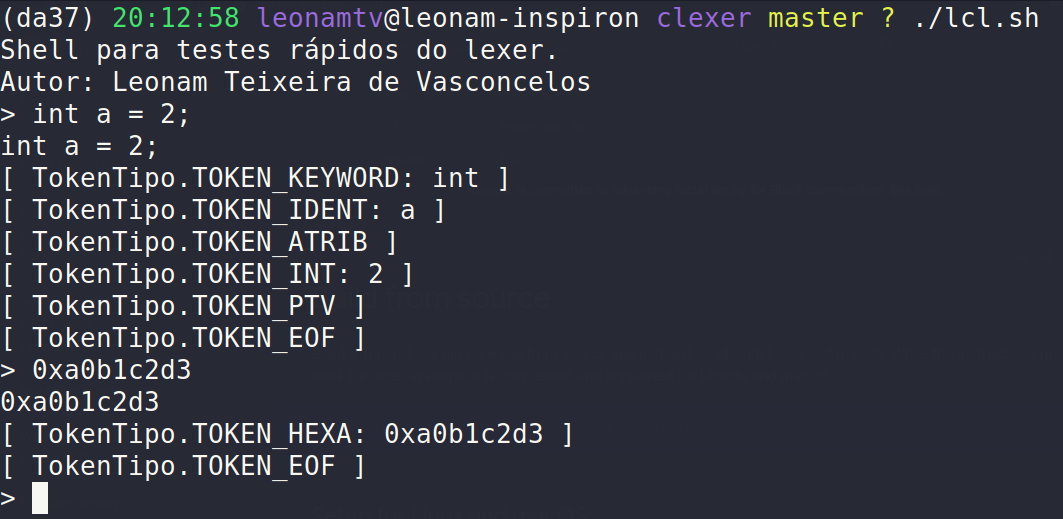 (da37) 20:12:58 leonamtv@leonam-inspiron clexer master ? ./lcl.sh
Shell para testes rápidos do lexer.
Autor: Leonam Teixeira de Vasconcelos
> int a = 2;
int a = 2;
[ TokenTipo.TOKEN_KEYWORD: int ]
[ TokenTipo.TOKEN_IDENT: a ]
[ TokenTipo.TOKEN_ATRIB ]
[ TokenTipo.TOKEN_INT: 2 ]
[ TokenTipo.TOKEN_PTV ]
[ TokenTipo.TOKEN_EOF ]
> 0xa0b1c2d3
0xa0b1c2d3
[ TokenTipo.TOKEN_HEXA: 0xa0b1c2d3 ]
[ TokenTipo.TOKEN_EOF ]
>